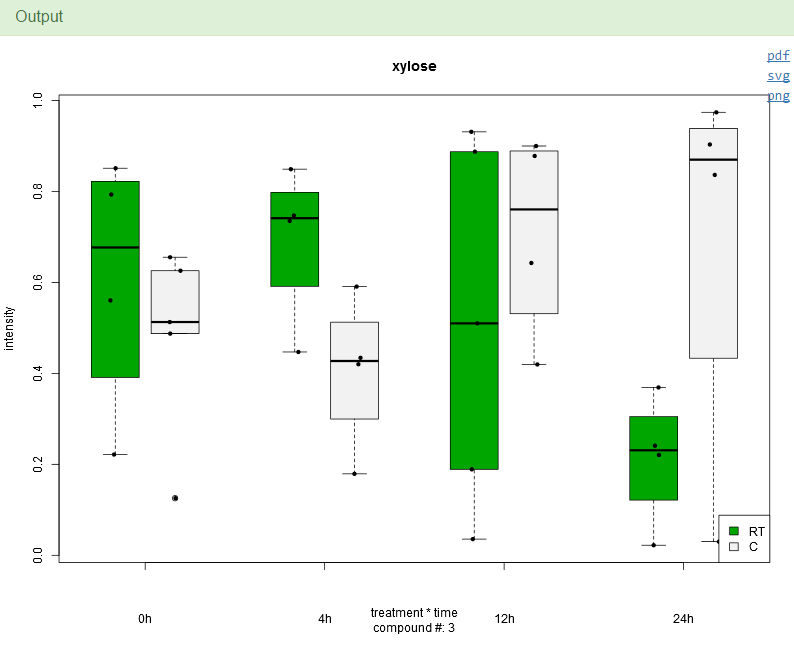 Output
pdf
svg
png
xylose
intensity
1.0
0.8
0.6
0.4
0.2
0.0
RT
C
0h
4h
12h
24h
treatment * time
compound #: 3